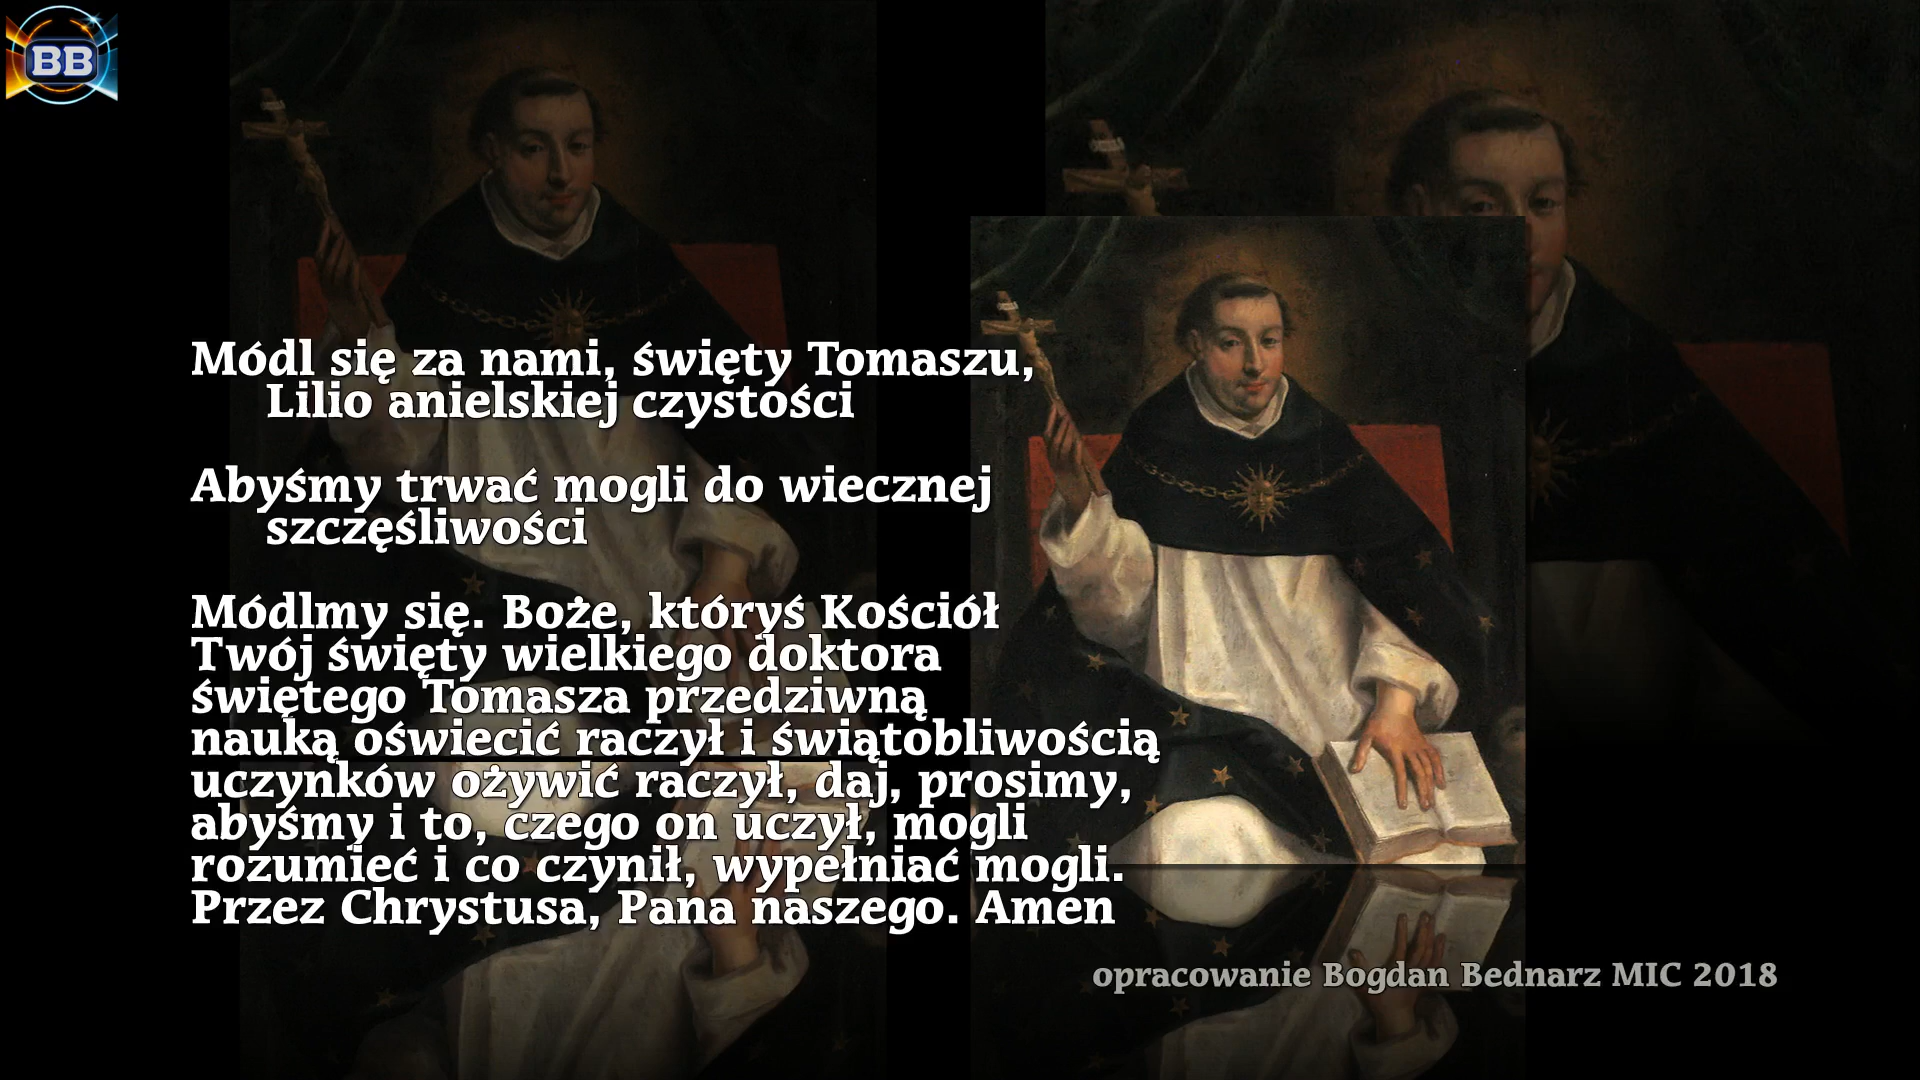 BB
Módl się za nami, święty Tomaszu,
Lilio anielskiej czystości
Abyśmy trwać mogli do wiecznej
szczęśliwości
Módlmy się. Boże, któryś Kościół
Twój święty wielkiego doktora
świętego Tomasza przedziwną
nauką oświecić raczył i świątobliwością
uczynków ożywić raczył, daj, prosimy,
abyśmy i to, czego on uczył, mogli
rozumieć i co czynił, wypełniać mogli.
Przez Chrystusa, Pana naszego. Amen
opracowanie Bogdan Bednarz MIC 2018